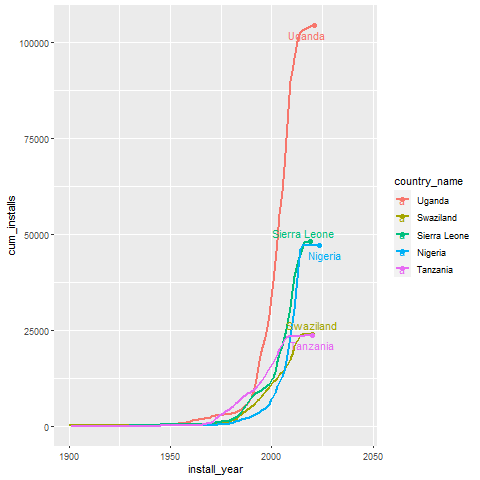 100000
75000
50000
25000
0
cum_installs
1900
1950
2000
2050
install_year
Uganda
Sierra Leone
Nigeria
Swaziland
Tanzania
country_name
a Uganda
a Swaziland
a Sierra Leone
a Nigeria
a Tanzania